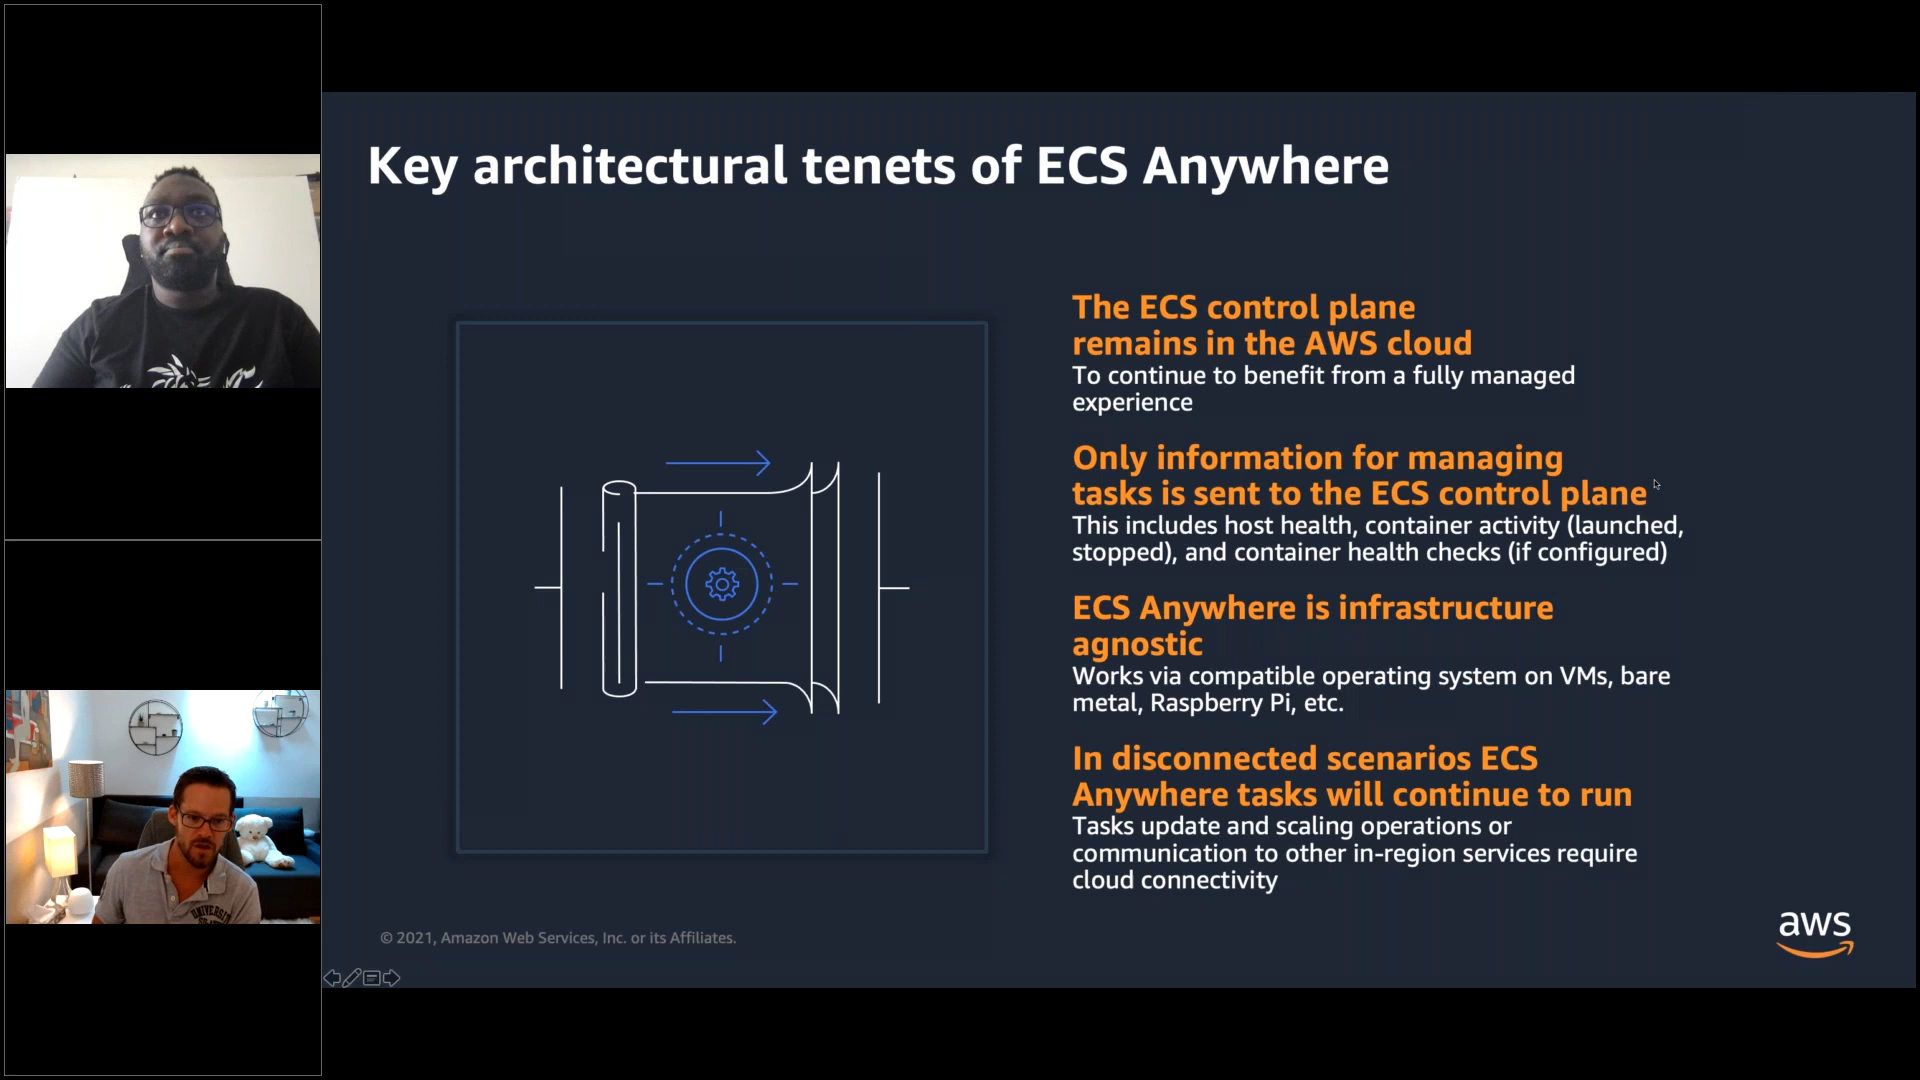 Key architectural tenets of ECS Anywhere
The ECS control plane
remains in the AWS cloud
To continue to benefit from a fully managed
experience
Only information for managing
tasks is sent to the ECS control plane
This includes host health, container activity (launched,
stopped), and container health checks (if configured)
ECS Anywhere is infrastructure
agnostic
Works via compatible operating system on VMs, bare
metal, Raspberry Pi, etc.
In disconnected scenarios ECS
Anywhere tasks will continue to run
Tasks update and scaling operations or
communication to other in-region services require
cloud connectivity
© 2021, Amazon Web Services, Inc. or its Affiliates.
aws
UNIVERSITY